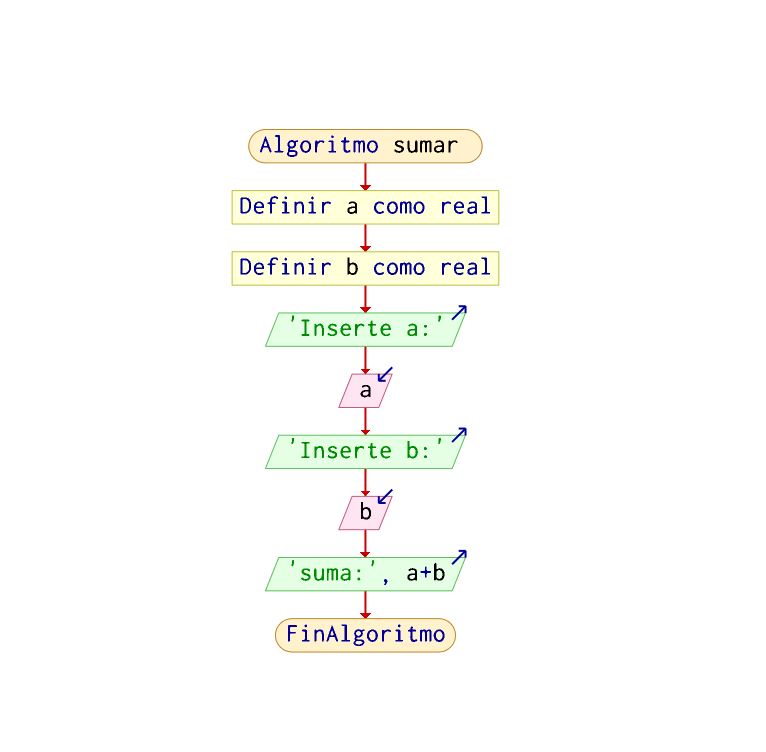 Algoritmo sumar
Definir a como real
Definir b como real
'Inserte a:'
a
'Inserte b:'
b
'suma:', a+b
FinAlgoritmo